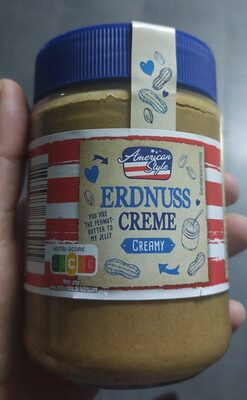 American
Style
ERDNUSS
CREME
CREAMY
YOU ARE
THE PEANUT-
BUTTER TO
MY JELLY
NUTRI-SCORE